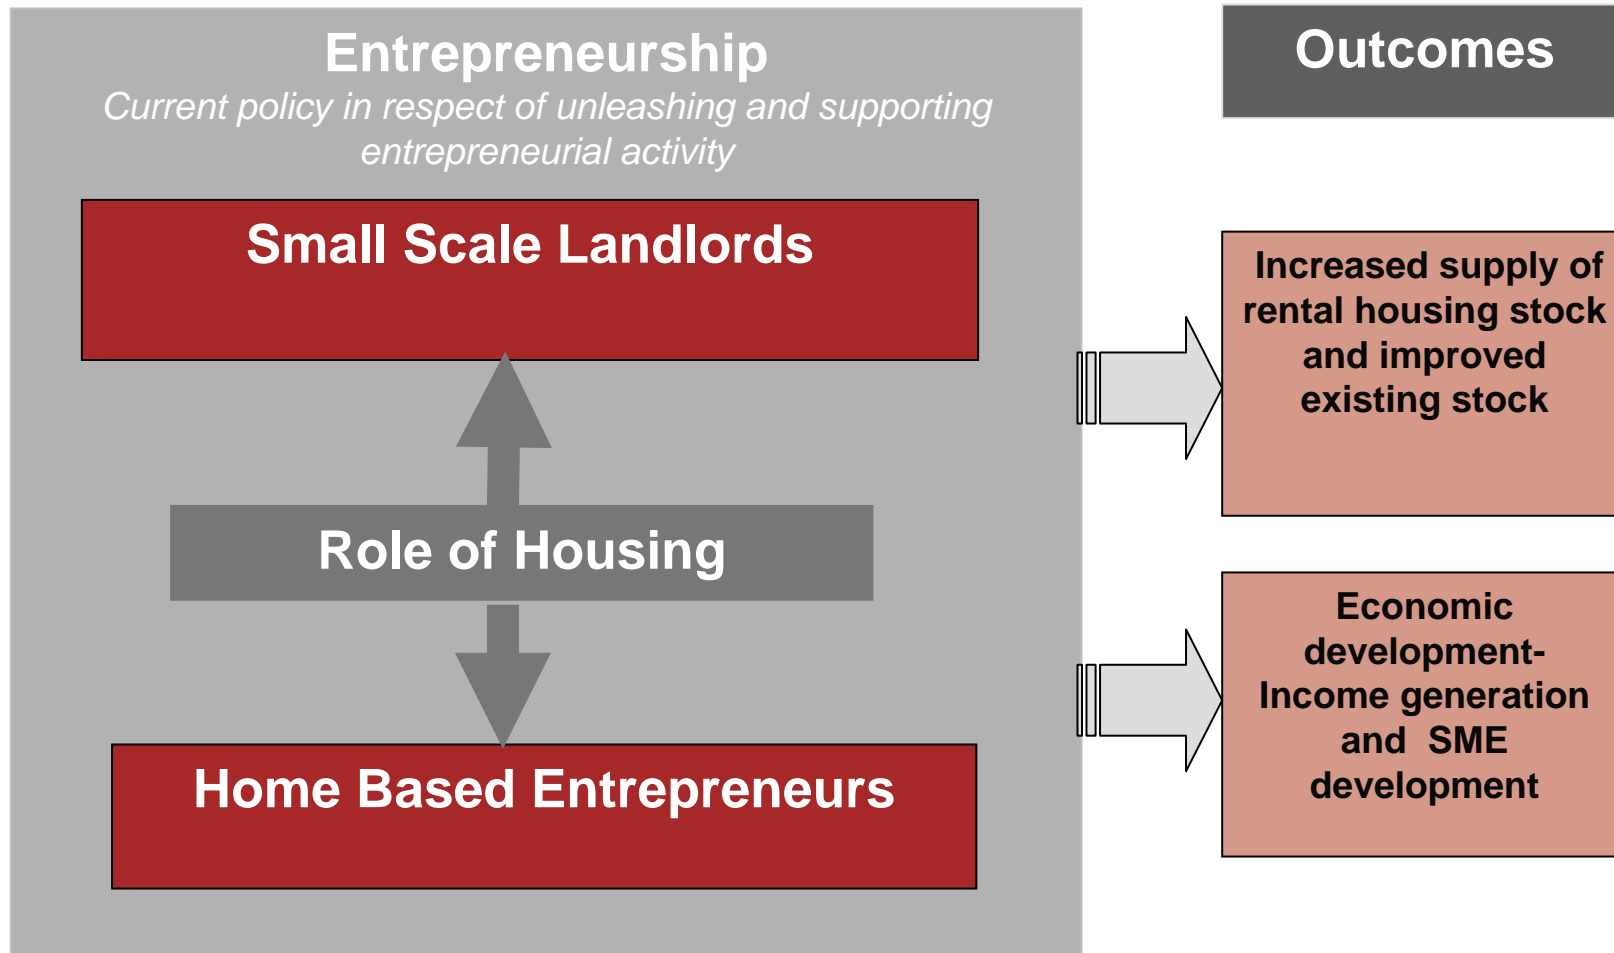 Entrepreneurship
Current policy in respect of unleashing and supporting
entrepreneurial activity
Small Scale Landlords
Role of Housing
Home Based Entrepreneurs
Outcomes
Increased supply of
rental housing stock
and improved
existing stock
Economic
development-
Income generation
and SME
development